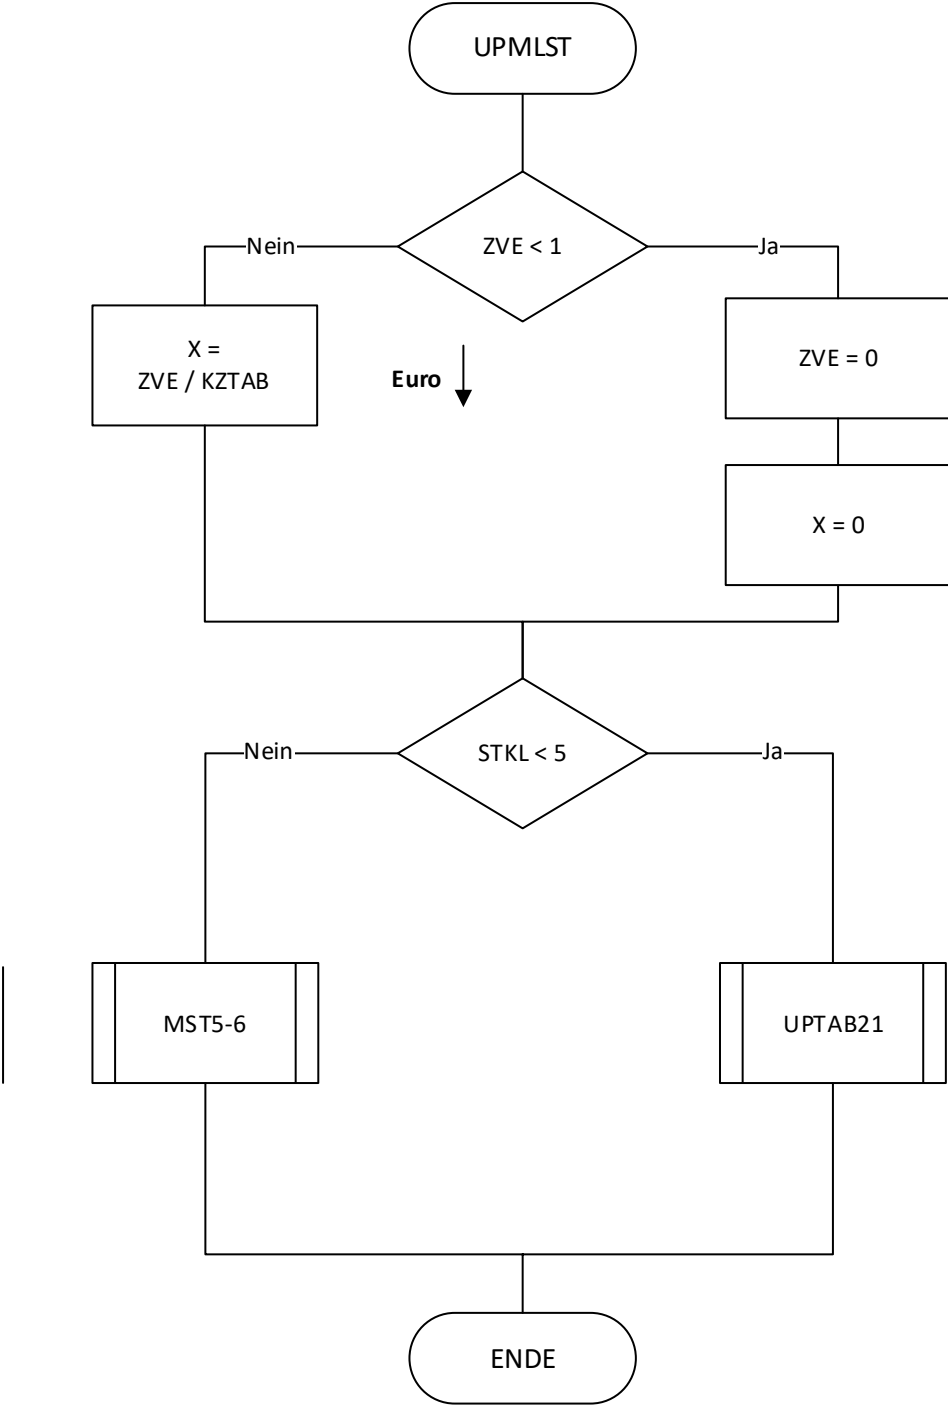 UPMLST
ZVE < 1
Nein
Ja
X =
ZVE / KZTAB
Euro
ZVE = 0
X = 0
STKL < 5
Nein
Ja
MST5-6
UPTAB21
ENDE